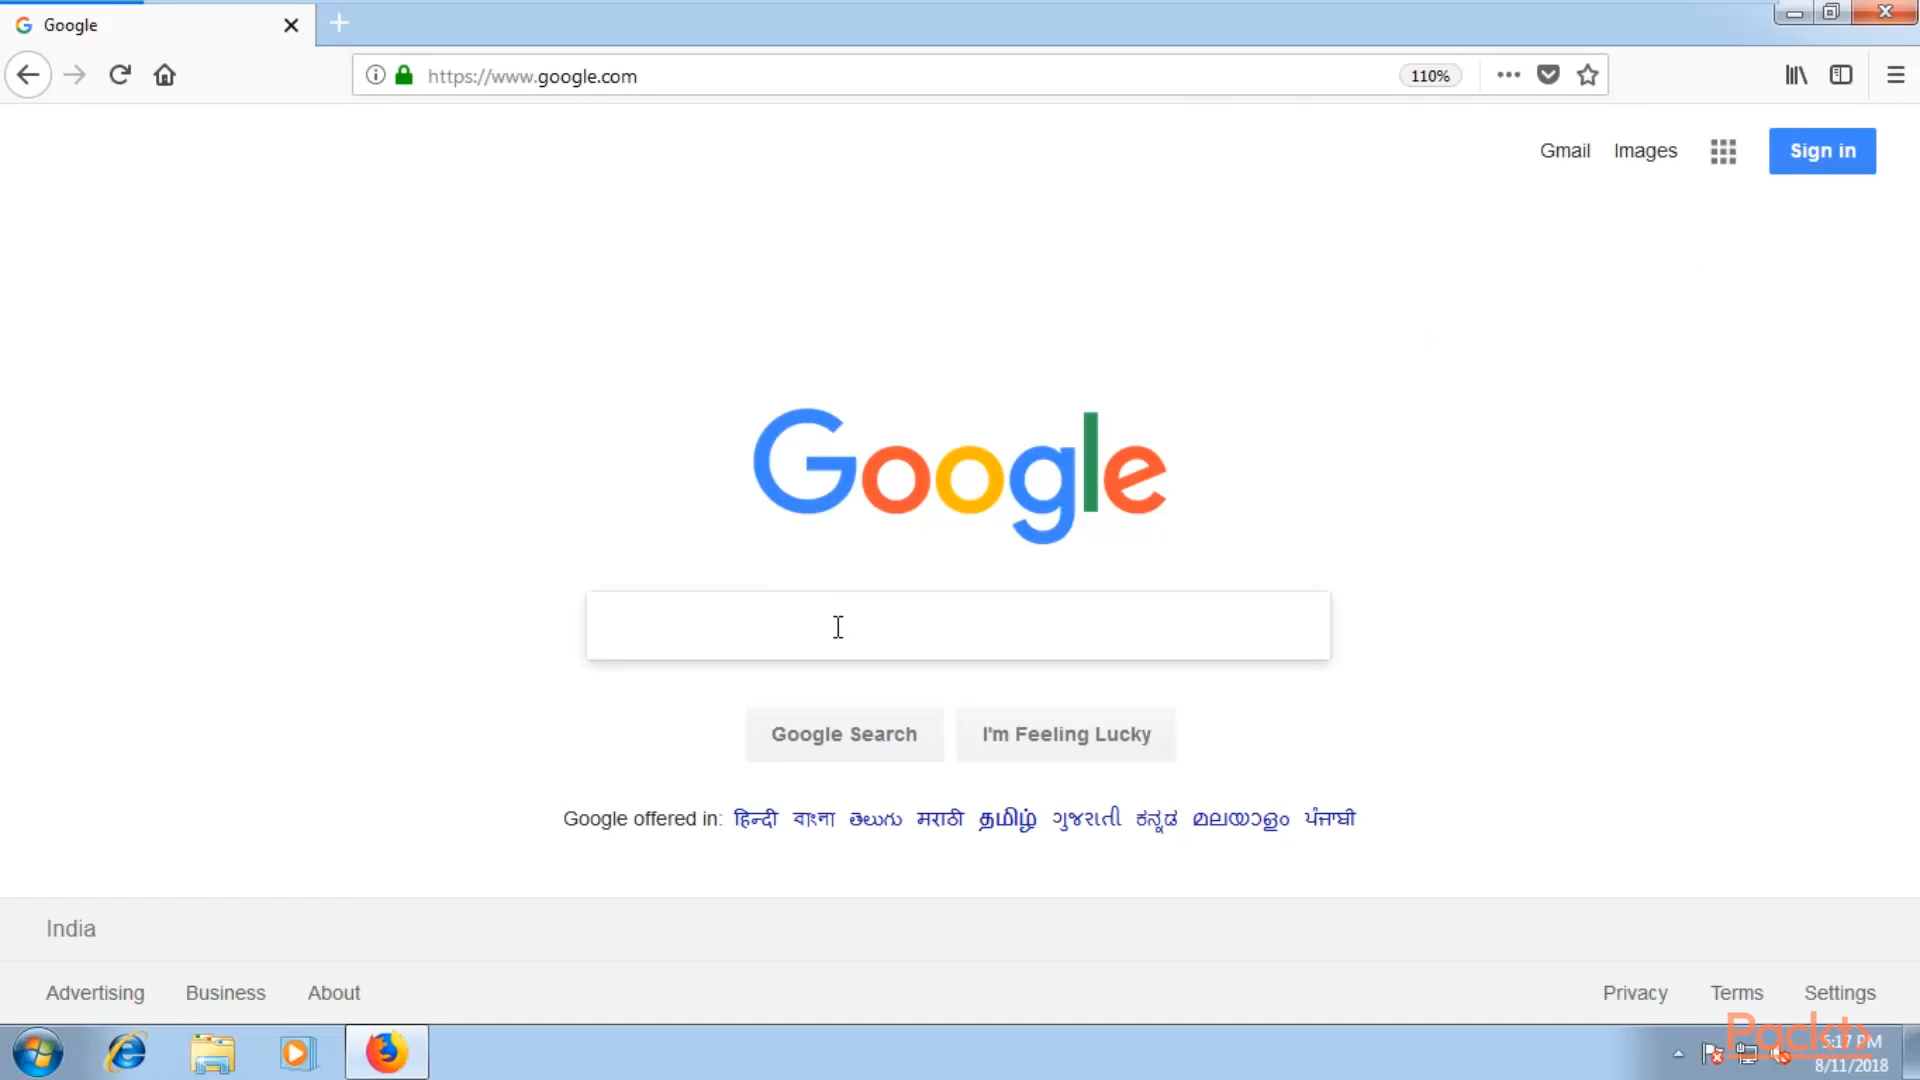 Google
https://www.google.com
110%
Gmail Images Sign in
Google
Google Search I'm Feeling Lucky
Google offered in: हिन्दी বাংলা తెలుగు मराठी தமிழ் ગુજરાતી ಕನ್ನಡ മലയാളം ਪੰਜਾਬੀ
India
Advertising Business About Privacy Terms Settings
Packt
5:17 PM
8/11/2018